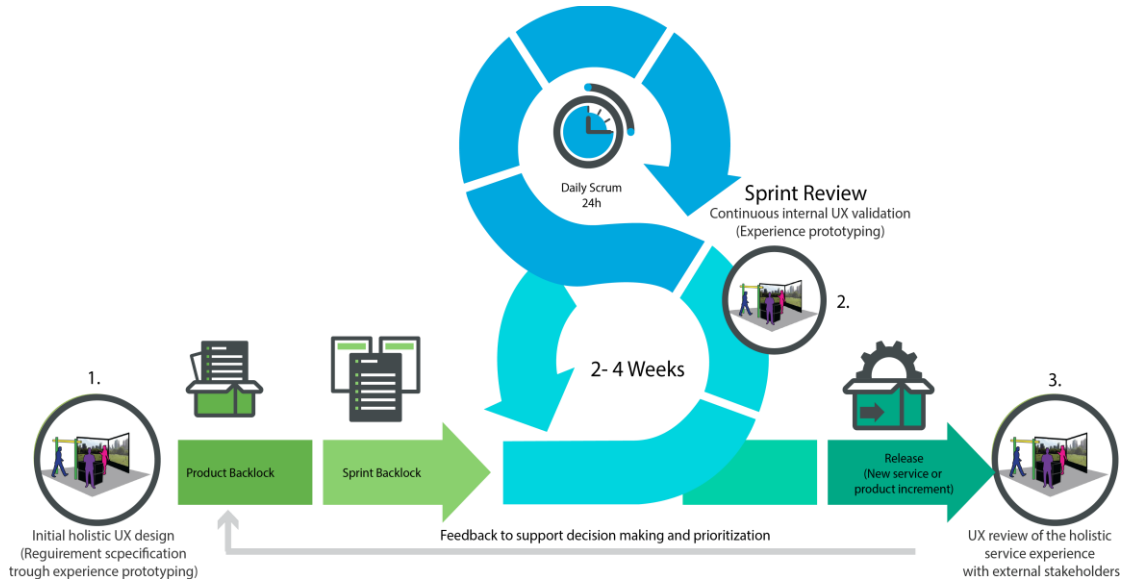 Daily Scrum
24h
Sprint Review
Continuous internal UX validation
(Experience prototyping)
2.
2- 4 Weeks
1.
3.
Product Backlock
Sprint Backlock
Release
(New service or
product increment)
Initial holistic UX design
(Reguirement scpecification
trough experience prototyping)
Feedback to support decision making and prioritization
UX review of the holistic
service experience
with external stakeholders